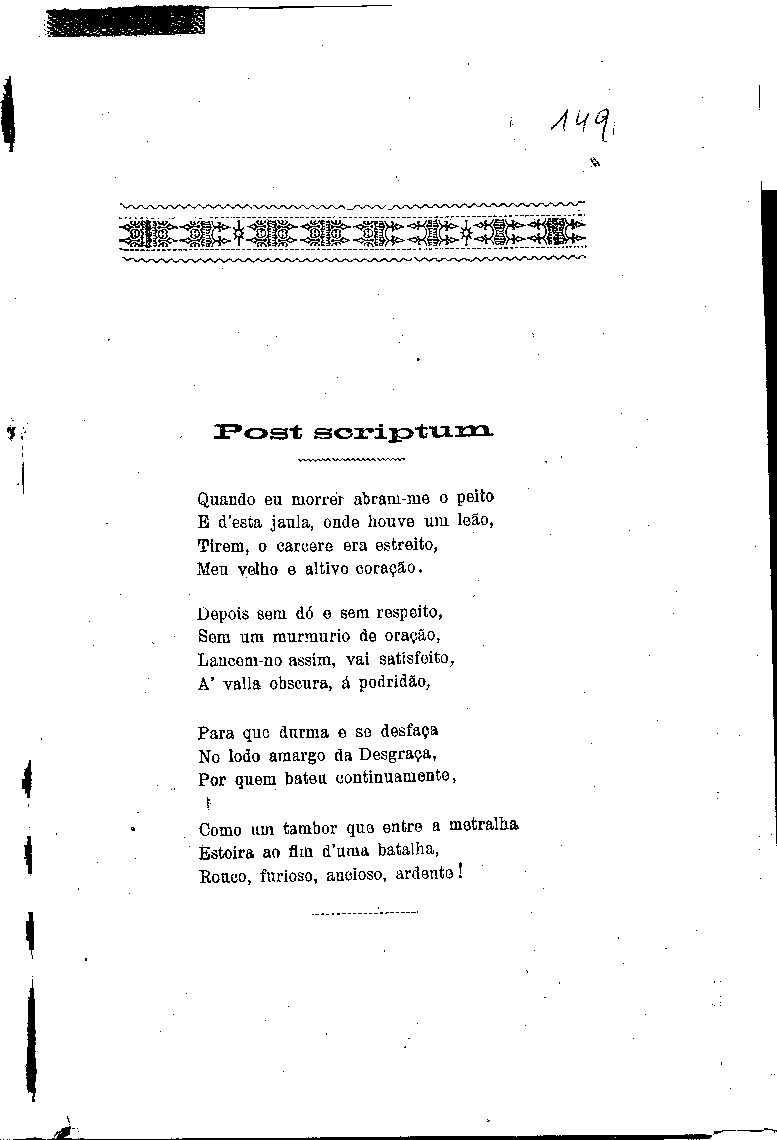 149
Post scriptum
Quando eu morrer abram-me o peito
E d'esta jaula, onde houve um leão,
Tirem, o carcere era estreito,
Meu velho e altivo coração.
Depois sem dó e sem respeito,
Sem um murmurio de oração,
Lancem-no assim, vai satisfeito,
A' valla obscura, á podridão,
Para que durma e se desfaça
No lodo amargo da Desgraça,
Por quem bateu continuamente,
Como um tambor que entre a metralha
Estoira ao fim d'uma batalha,
Rouco, furioso, ancioso, ardente!